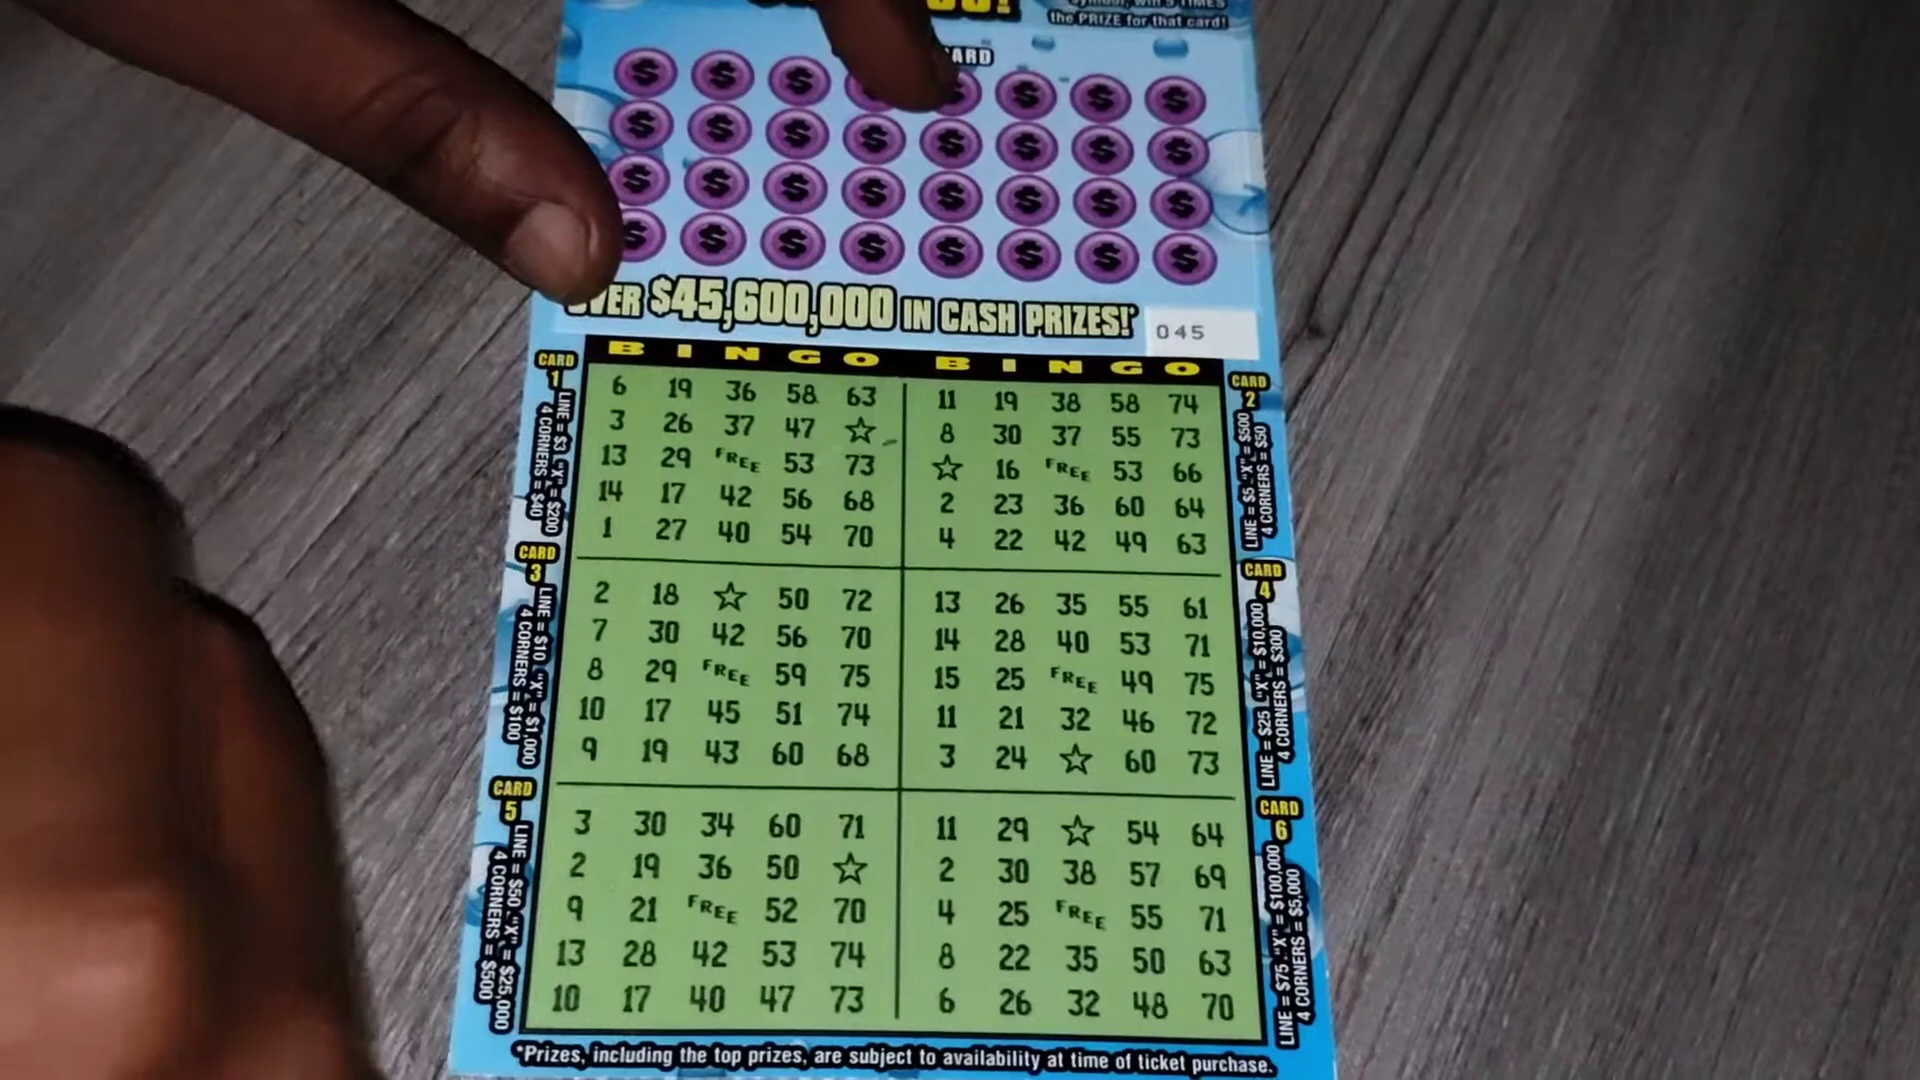 WIN 5 TIMES
the PRIZE for that card!
OVER $45,600,000 IN CASH PRIZES!*
045
B I N G O B I N G O
CARD 1
LINE = $3 "X" = $200
4 CORNERS = $40
6 19 36 58 63
3 26 37 47 ☆
13 29 FREE 53 73
14 17 42 56 68
1 27 40 54 70
CARD 2
LINE = $5 "X" = $500
4 CORNERS = $50
11 19 38 58 74
8 30 37 55 73
☆ 16 FREE 53 66
2 23 36 60 64
4 22 42 49 63
CARD 3
LINE = $10 "X" = $1,000
4 CORNERS = $100
2 18 ☆ 50 72
7 30 42 56 70
8 29 FREE 59 75
10 17 45 51 74
9 19 43 60 68
CARD 4
LINE = $25 "X" = $10,000
4 CORNERS = $300
13 26 35 55 61
14 28 40 53 71
15 25 FREE 49 75
11 21 32 46 72
3 24 ☆ 60 73
CARD 5
LINE = $50 "X" = $25,000
4 CORNERS = $500
3 30 34 60 71
2 19 36 50 ☆
9 21 FREE 52 70
13 28 42 53 74
10 17 40 47 73
CARD 6
LINE = $75 "X" = $100,000
4 CORNERS = $5,000
11 29 ☆ 54 64
2 30 38 57 69
4 25 FREE 55 71
8 22 35 50 63
6 26 32 48 70
*Prizes, including the top prizes, are subject to availability at time of ticket purchase.